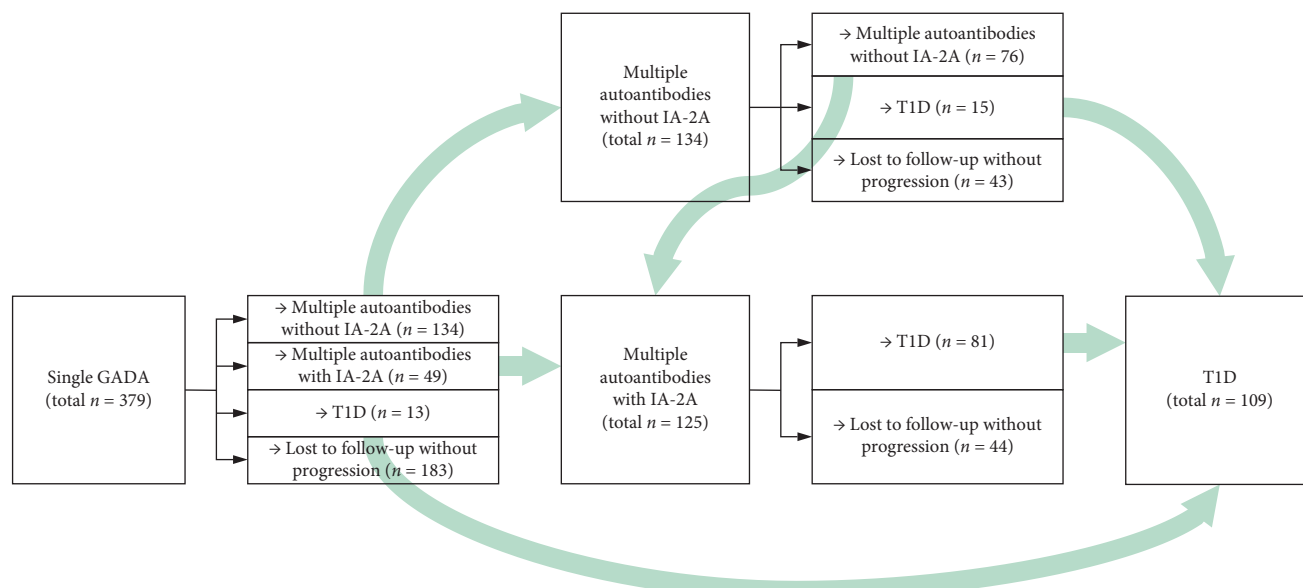 Multiple
autoantibodies
without IA-2A
(total n = 134)
→ Multiple autoantibodies
without IA-2A (n = 76)
→ T1D (n = 15)
→ Lost to follow-up without
progression (n = 43)
Single GADA
(total n = 379)
→ Multiple autoantibodies
without IA-2A (n = 134)
→ Multiple autoantibodies
with IA-2A (n = 49)
→ T1D (n = 13)
→ Lost to follow-up without
progression (n = 183)
Multiple
autoantibodies
with IA-2A
(total n = 125)
→ T1D (n = 81)
→ Lost to follow-up without
progression (n = 44)
T1D
(total n = 109)